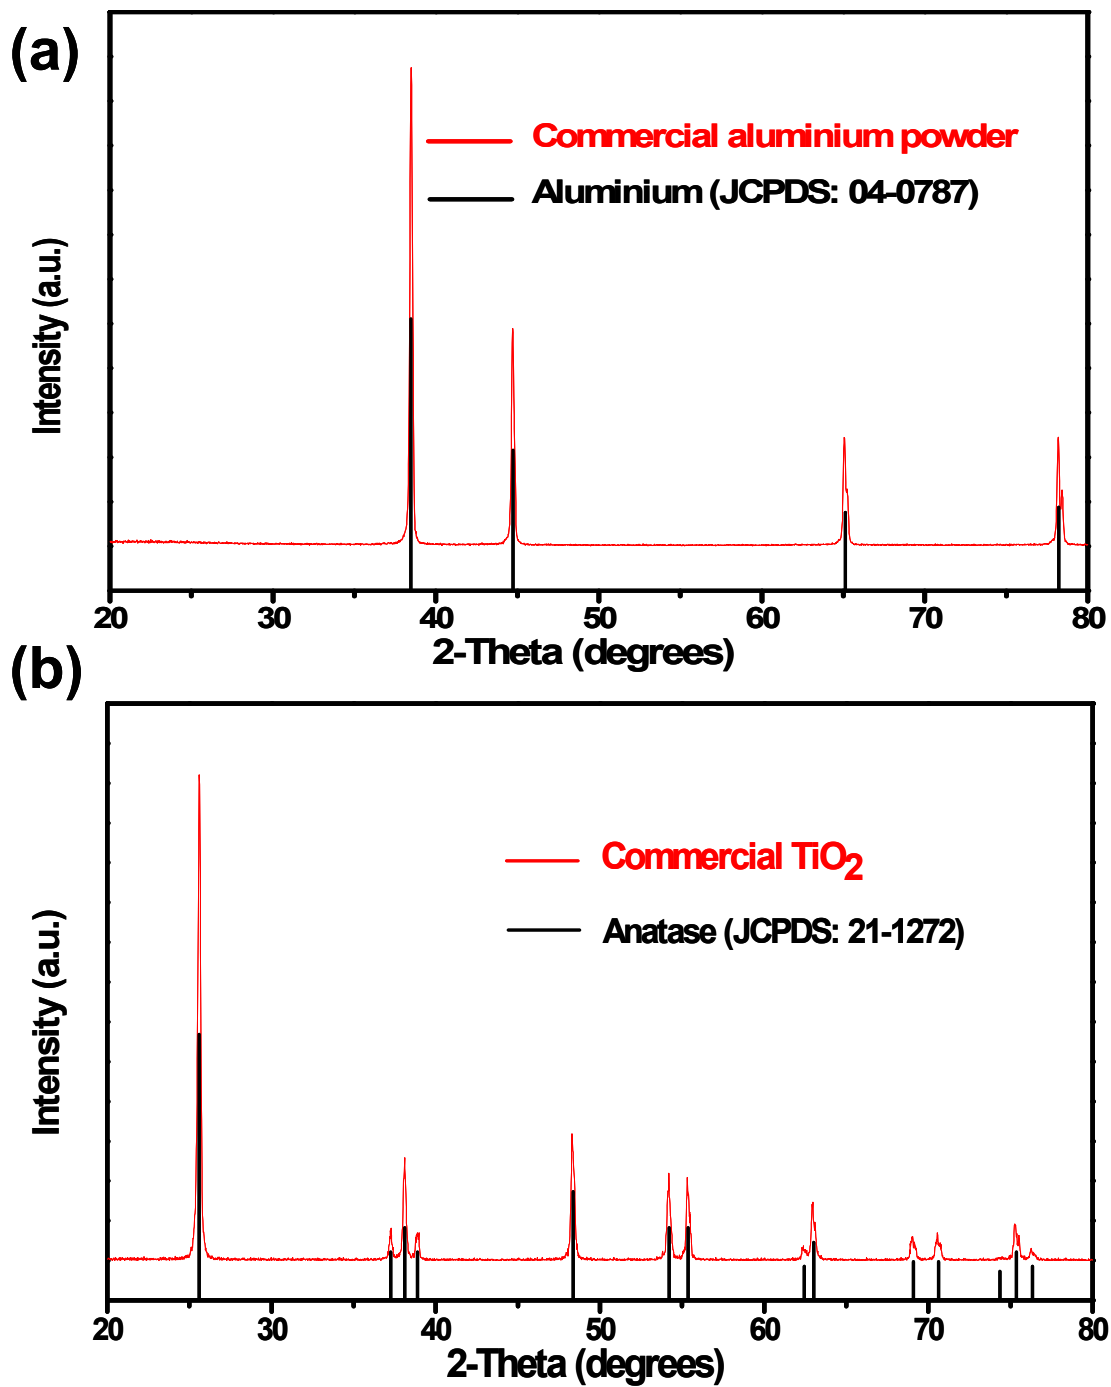 (a)
Commercial aluminium powder
Aluminium (JCPDS: 04-0787)
Intensity (a.u.)
20 30 40 50 60 70 80
2-Theta (degrees)
(b)
Commercial TiO2
Anatase (JCPDS: 21-1272)
Intensity (a.u.)
20 30 40 50 60 70 80
2-Theta (degrees)